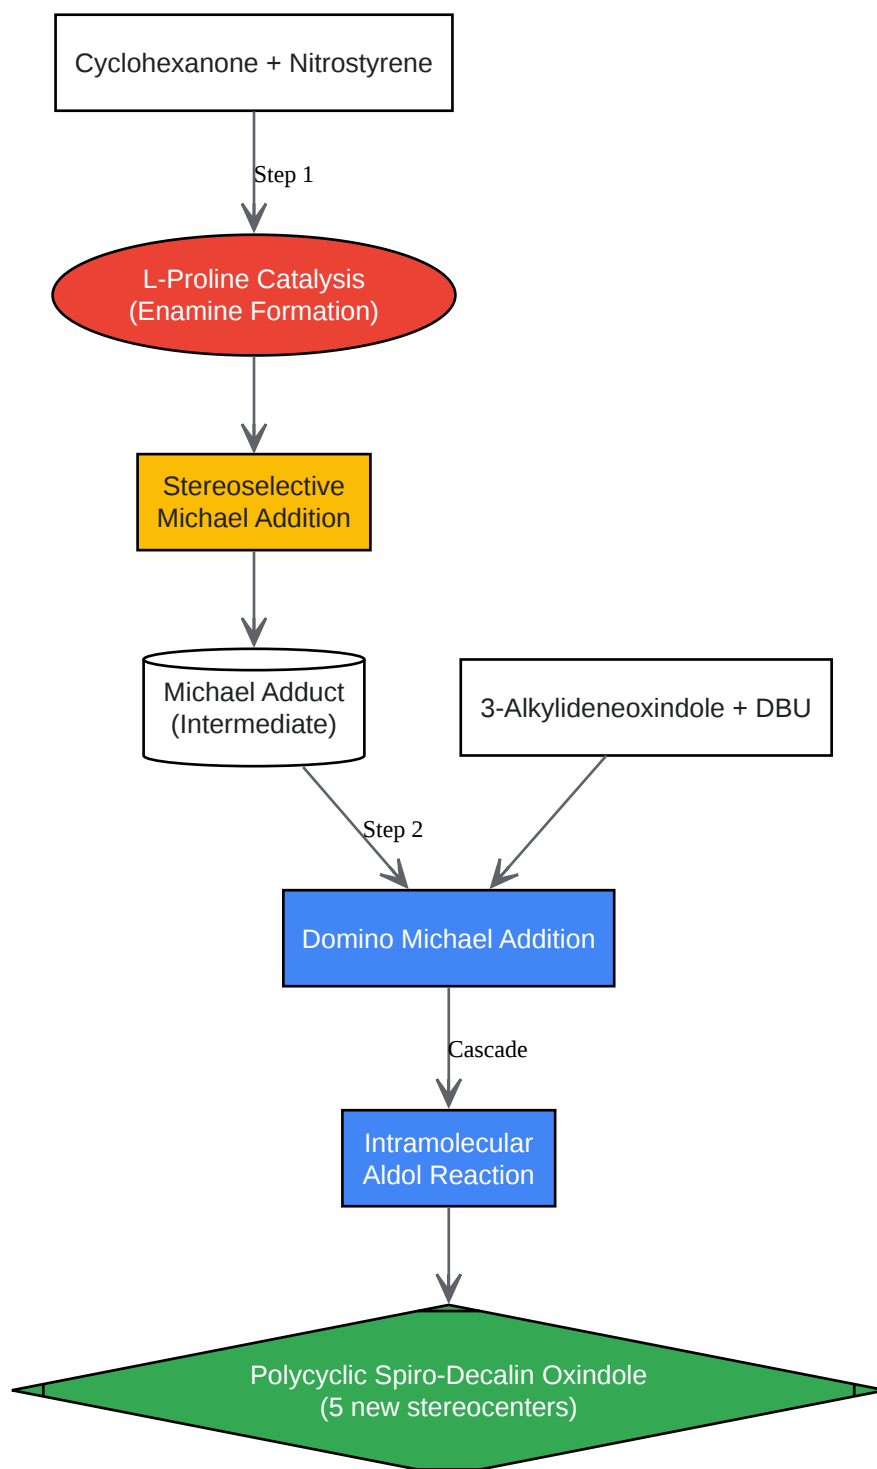 Cyclohexanone + Nitrostyrene
Step 1
L-Proline Catalysis
(Enamine Formation)
Stereoselective
Michael Addition
Michael Adduct
(Intermediate)
3-Alkylideneoxindole + DBU
Step 2
Domino Michael Addition
Cascade
Intramolecular
Aldol Reaction
Polycyclic Spiro-Decalin Oxindole
(5 new stereocenters)